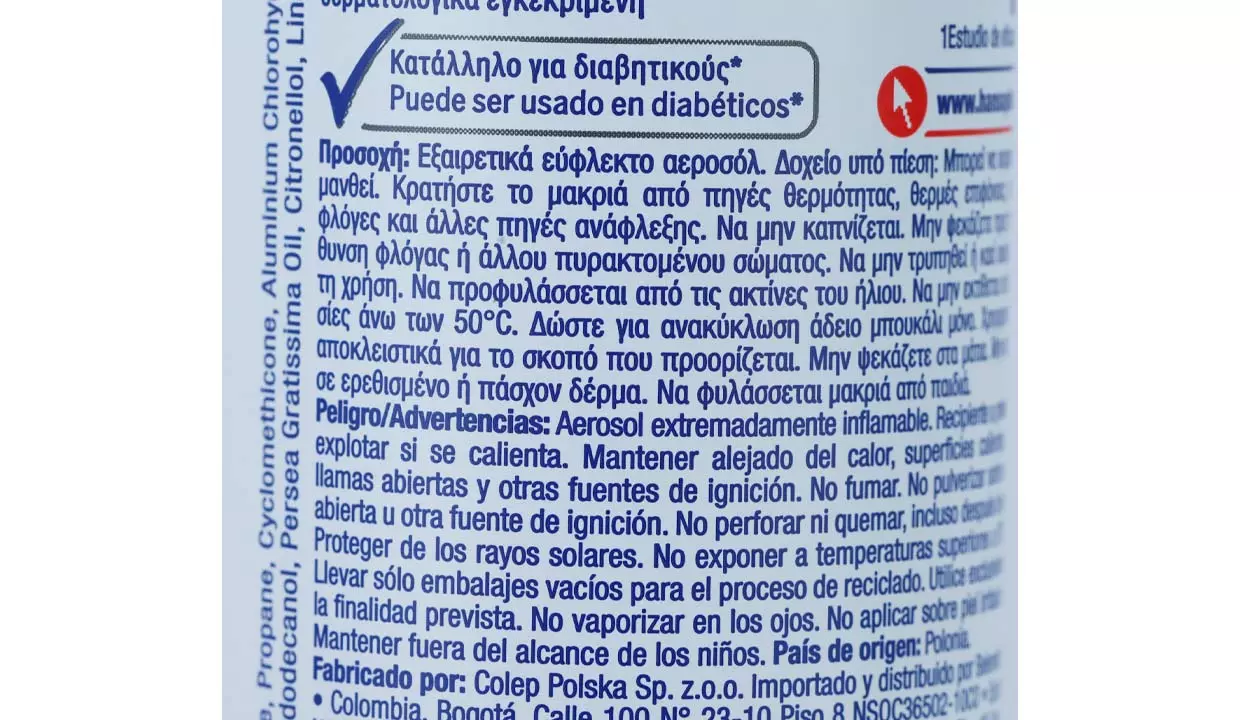 δερματολογικά εγκεκριμένη
Κατάλληλο για διαβητικούς*
Puede ser usado en diabéticos*
1Estudio de
www.
Προσοχή: Εξαιρετικά εύφλεκτο αεροσόλ. Δοχείο υπό πίεση: Μπορεί να
μανθεί. Κρατήστε το μακριά από πηγές θερμότητας, θερμές
φλόγες και άλλες πηγές ανάφλεξης. Να μην καπνίζεται. Μην ψεκάζετε
θυνση φλόγας ή άλλου πυρακτομένου σώματος. Να μην τρυπηθεί ή
τη χρήση. Να προφυλάσσεται από τις ακτίνες του ήλιου. Να μην
σίες άνω των 50°C. Δώστε για ανακύκλωση άδειο μπουκάλι μόνο.
αποκλειστικά για το σκοπό που προορίζεται. Μην ψεκάζετε στα μάτια.
σε ερεθισμένο ή πάσχον δέρμα. Να φυλάσσεται μακριά από παιδιά.
Peligro/Advertencias: Aerosol extremadamente inflamable. Recipiente
explotar si se calienta. Mantener alejado del calor, superficies
llamas abiertas y otras fuentes de ignición. No fumar. No pulverizar
abierta u otra fuente de ignición. No perforar ni quemar, incluso después
Proteger de los rayos solares. No exponer a temperaturas superiores
Llevar sólo embalajes vacíos para el proceso de reciclado. Utilice
la finalidad prevista. No vaporizar en los ojos. No aplicar sobre piel
Mantener fuera del alcance de los niños. País de origen: Polonia.
Fabricado por: Colep Polska Sp. z.o.o. Importado y distribuido por
• Colombia, Bogotá, Calle 100 Nº 23-10 Piso 8
e, Propane, Cyclomethicone, Aluminium Chlorohy
dodecanol, Persea Gratissima Oil, Citronellol, Lin